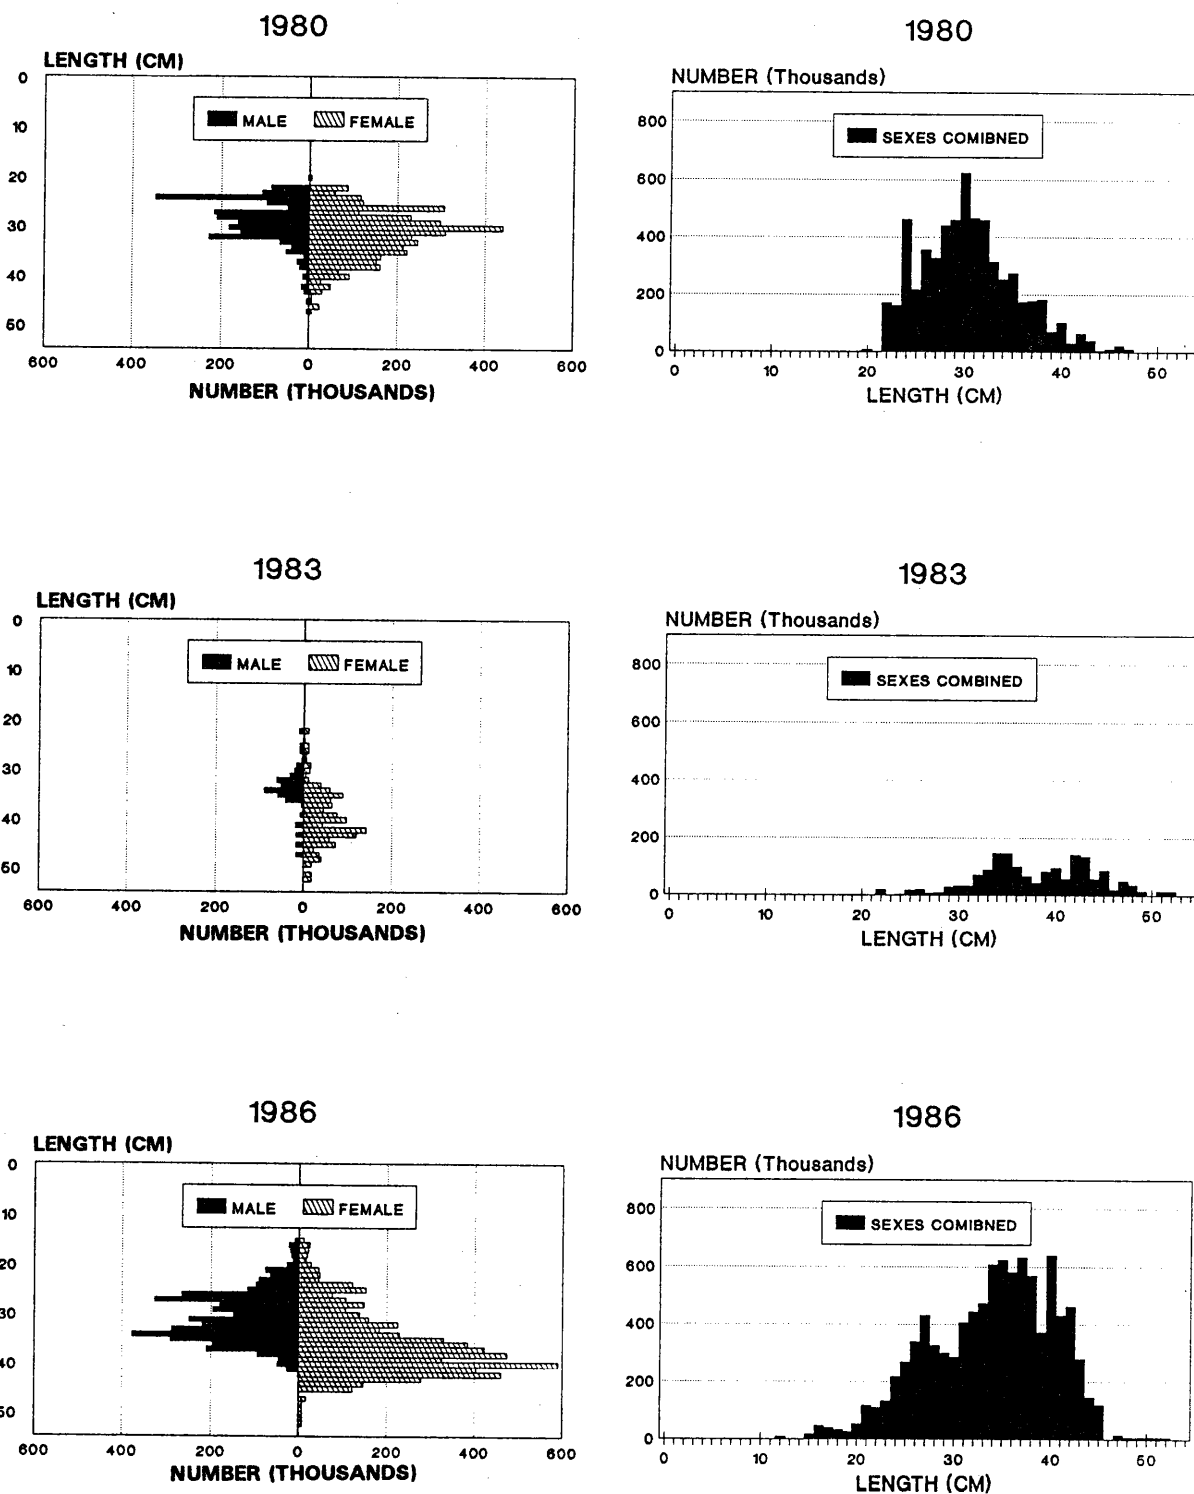 1980
LENGTH (CM)
0
10
20
30
40
50
MALE FEMALE
600 400 200 0 200 400 600
NUMBER (THOUSANDS)
1980
NUMBER (Thousands)
800
600
400
200
0
SEXES COMIBNED
0 10 20 30 40 50
LENGTH (CM)
1983
LENGTH (CM)
0
10
20
30
40
50
MALE FEMALE
600 400 200 0 200 400 600
NUMBER (THOUSANDS)
1983
NUMBER (Thousands)
800
600
400
200
0
SEXES COMBINED
0 10 20 30 40 50
LENGTH (CM)
1986
LENGTH (CM)
0
10
20
30
40
50
MALE FEMALE
600 400 200 0 200 400 600
NUMBER (THOUSANDS)
1986
NUMBER (Thousands)
800
600
400
200
0
SEXES COMIBNED
0 10 20 30 40 50
LENGTH (CM)